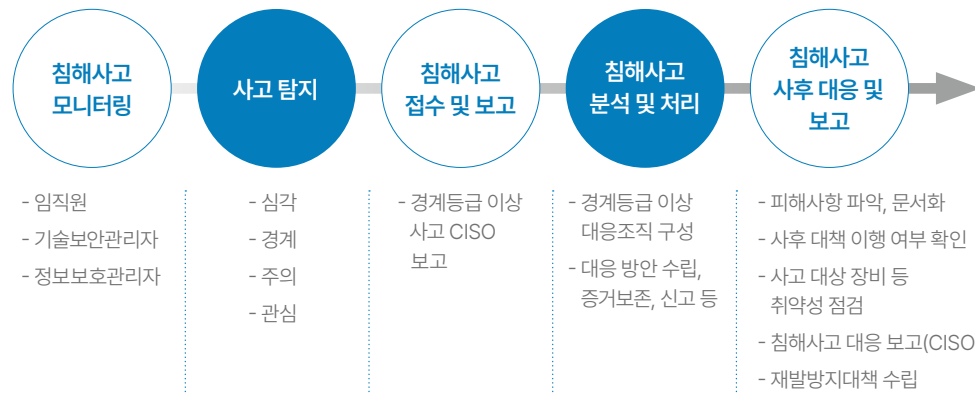 침해사고
모니터링
사고 탐지
침해사고
접수 및 보고
침해사고
분석 및 처리
침해사고
사후 대응 및
보고
- 임직원
- 기술보안관리자
- 정보보호관리자
- 심각
- 경계
- 주의
- 관심
- 경계등급 이상
사고 CISO
보고
- 경계등급 이상
대응조직 구성
- 대응 방안 수립,
증거보존, 신고 등
- 피해사항 파악, 문서화
- 사후 대책 이행 여부 확인
- 사고 대상 장비 등
취약성 점검
- 침해사고 대응 보고(CISO
- 재발방지대책 수립